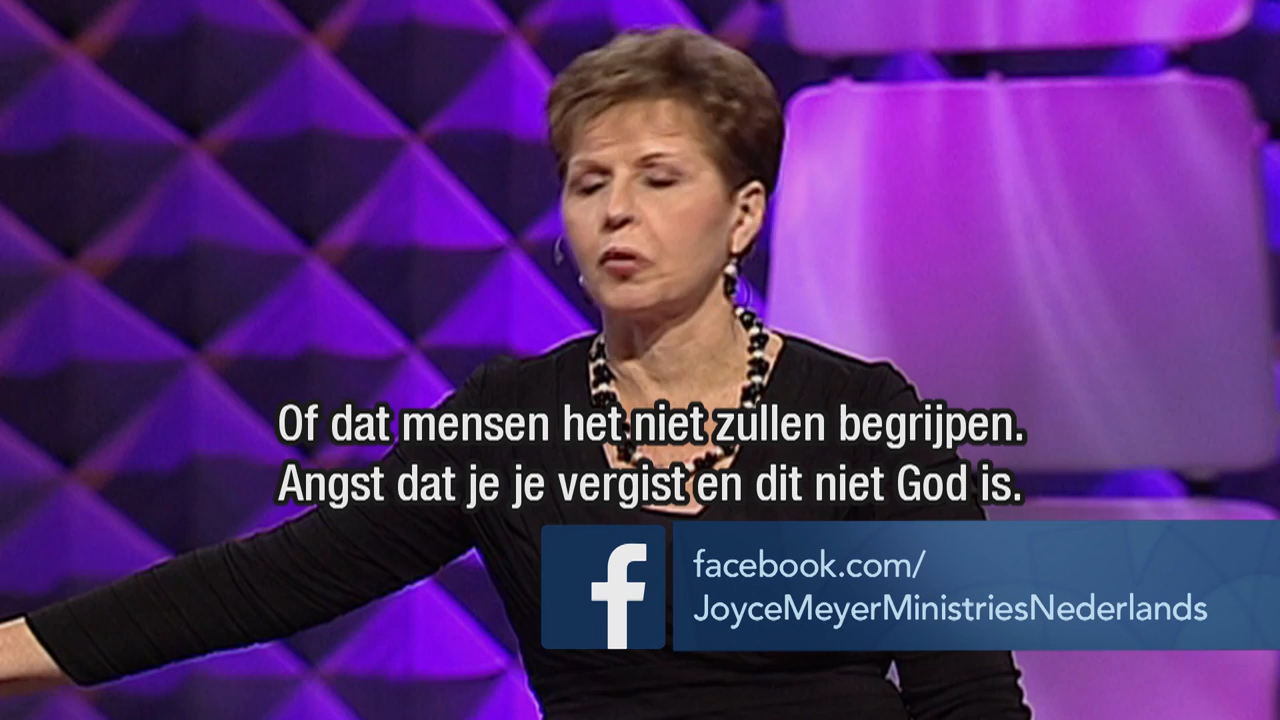 Of dat mensen het niet zullen begrijpen.
Angst dat je je vergist en dit niet God is.
facebook.com/
JoyceMeyerMinistriesNederlands